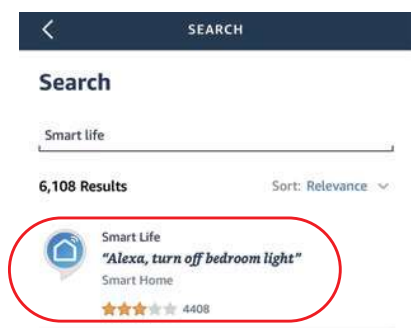 SEARCH
Search
Smart life
6,108 Results Sort: Relevance
Smart Life
“Alexa, turn off bedroom light”
Smart Home
4408